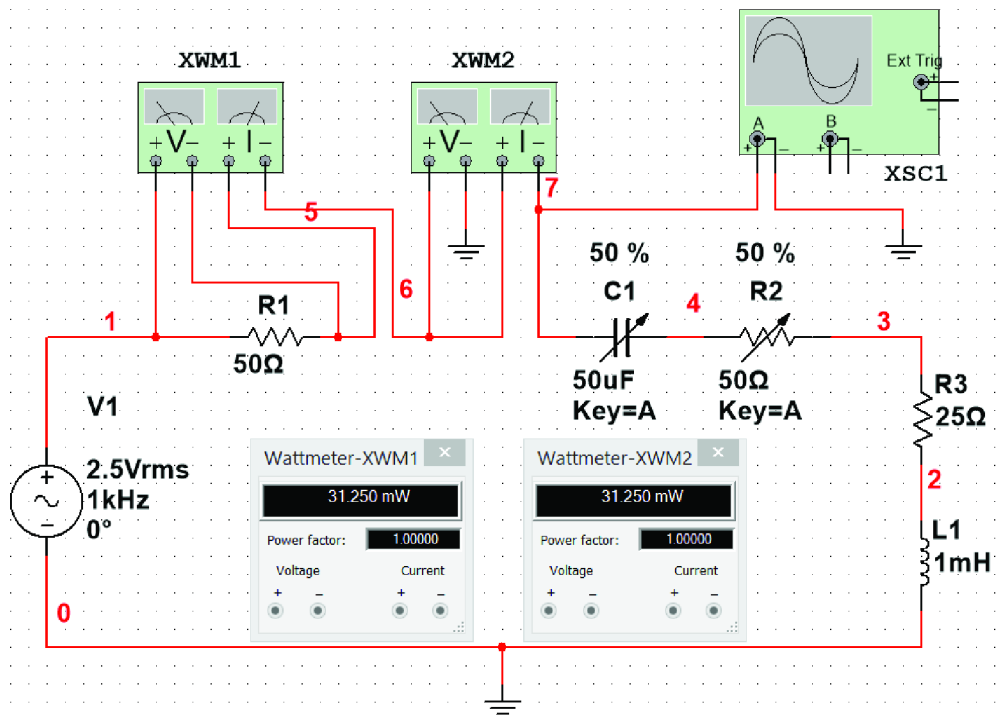 XWM1
XWM2
Ext Trig
+
−
A
B
+ − + −
XSC1
+ V − + I −
+ V − + I −
7
5
6
1
R1
50Ω
50 %
C1
50uF
Key=A
4
50 %
R2
50Ω
Key=A
3
R3
25Ω
2
L1
1mH
V1
+
−
2.5Vrms
1kHz
0°
0
Wattmeter-XWM1 ×
31.250 mW
Power factor: 1.00000
Voltage Current
+ − + −
Wattmeter-XWM2 ×
31.250 mW
Power factor: 1.00000
Voltage Current
+ − + −